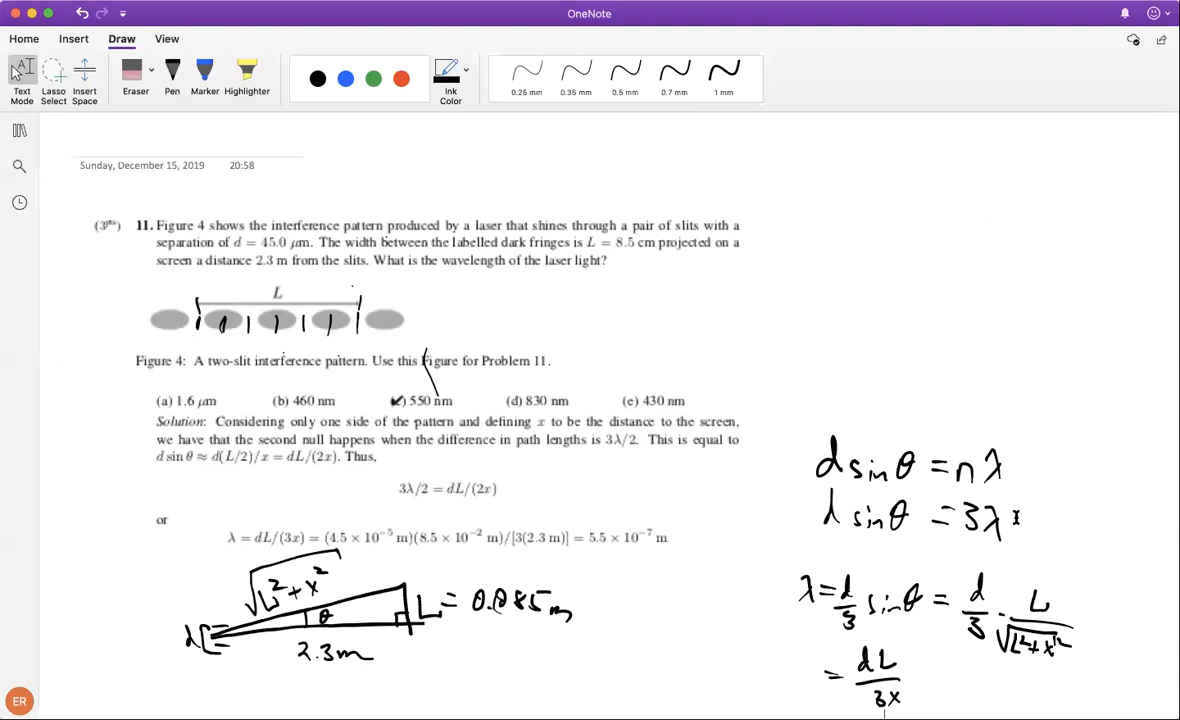 OneNote
Home Insert Draw View
Text Mode
Lasso Select
Insert Space
Eraser
Pen
Marker
Highlighter
Ink Color
0.25 mm
0.35 mm
0.5 mm
0.7 mm
1 mm
Sunday, December 15, 2019 20:58
(3pts) 11. Figure 4 shows the interference pattern produced by a laser that shines through a pair of slits with a
separation of d = 45.0 μm. The width between the labelled dark fringes is L = 8.5 cm projected on a
screen a distance 2.3 m from the slits. What is the wavelength of the laser light?
L
Figure 4: A two-slit interference pattern. Use this Figure for Problem 11.
(a) 1.6 μm (b) 460 nm (c) 550 nm (d) 830 nm (e) 430 nm
Solution: Considering only one side of the pattern and defining x to be the distance to the screen,
we have that the second null happens when the difference in path lengths is 3λ/2. This is equal to
d sin θ ≈ d(L/2)/x = dL/(2x). Thus,
3λ/2 = dL/(2x)
or
λ = dL/(3x) = (4.5 × 10⁻⁵ m)(8.5 × 10⁻² m)/[3(2.3 m)] = 5.5 × 10⁻⁷ m
d sin θ = nλ
d sin θ = 3λ
λ = d/3 sin θ = d/3 · L/√(L²+x²)
= dL/3x
√(L²+x²)
d θ L = 0.085m
2.3m
ER